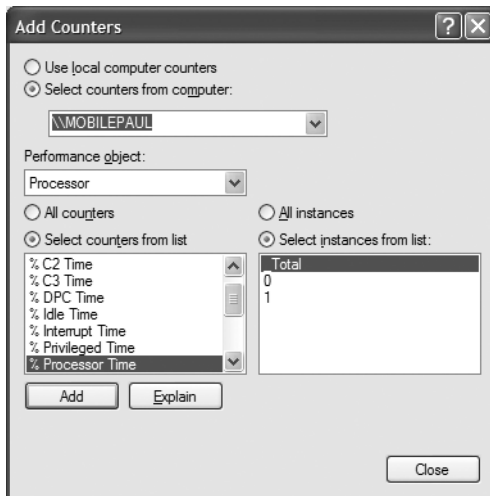 Add Counters
Use local computer counters
Select counters from computer:
\\MOBILEPAUL
Performance object:
Processor
All counters
All instances
Select counters from list
Select instances from list:
% C2 Time
% C3 Time
% DPC Time
% Idle Time
% Interrupt Time
% Privileged Time
% Processor Time
_Total
0
1
Add
Explain
Close